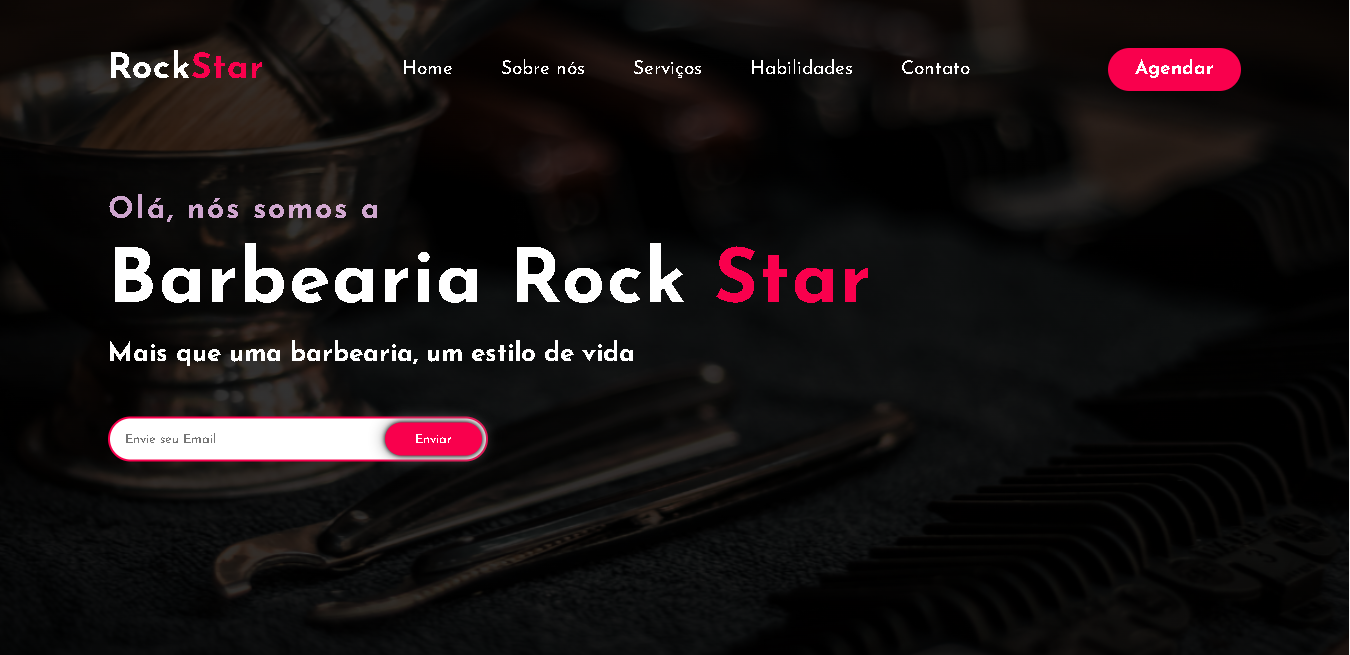 RockStar
Home Sobre nós Serviços Habilidades Contato
Agendar
Olá, nós somos a
Barbearia Rock Star
Mais que uma barbearia, um estilo de vida
Envie seu Email
Enviar